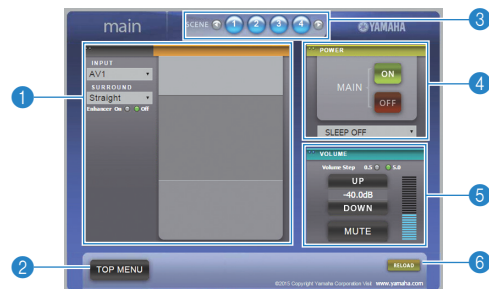 main
SCENE 1 2 3 4
YAMAHA
3
INPUT
AV1
SURROUND
Straight
Enhancer On Off
1
POWER
MAIN
ON
OFF
SLEEP OFF
4
VOLUME
Volume Step 0.5 5.0
UP
-40.0dB
DOWN
MUTE
5
2
TOP MENU
RELOAD
6
©2015 Copyright Yamaha Corporation Visit www.yamaha.com